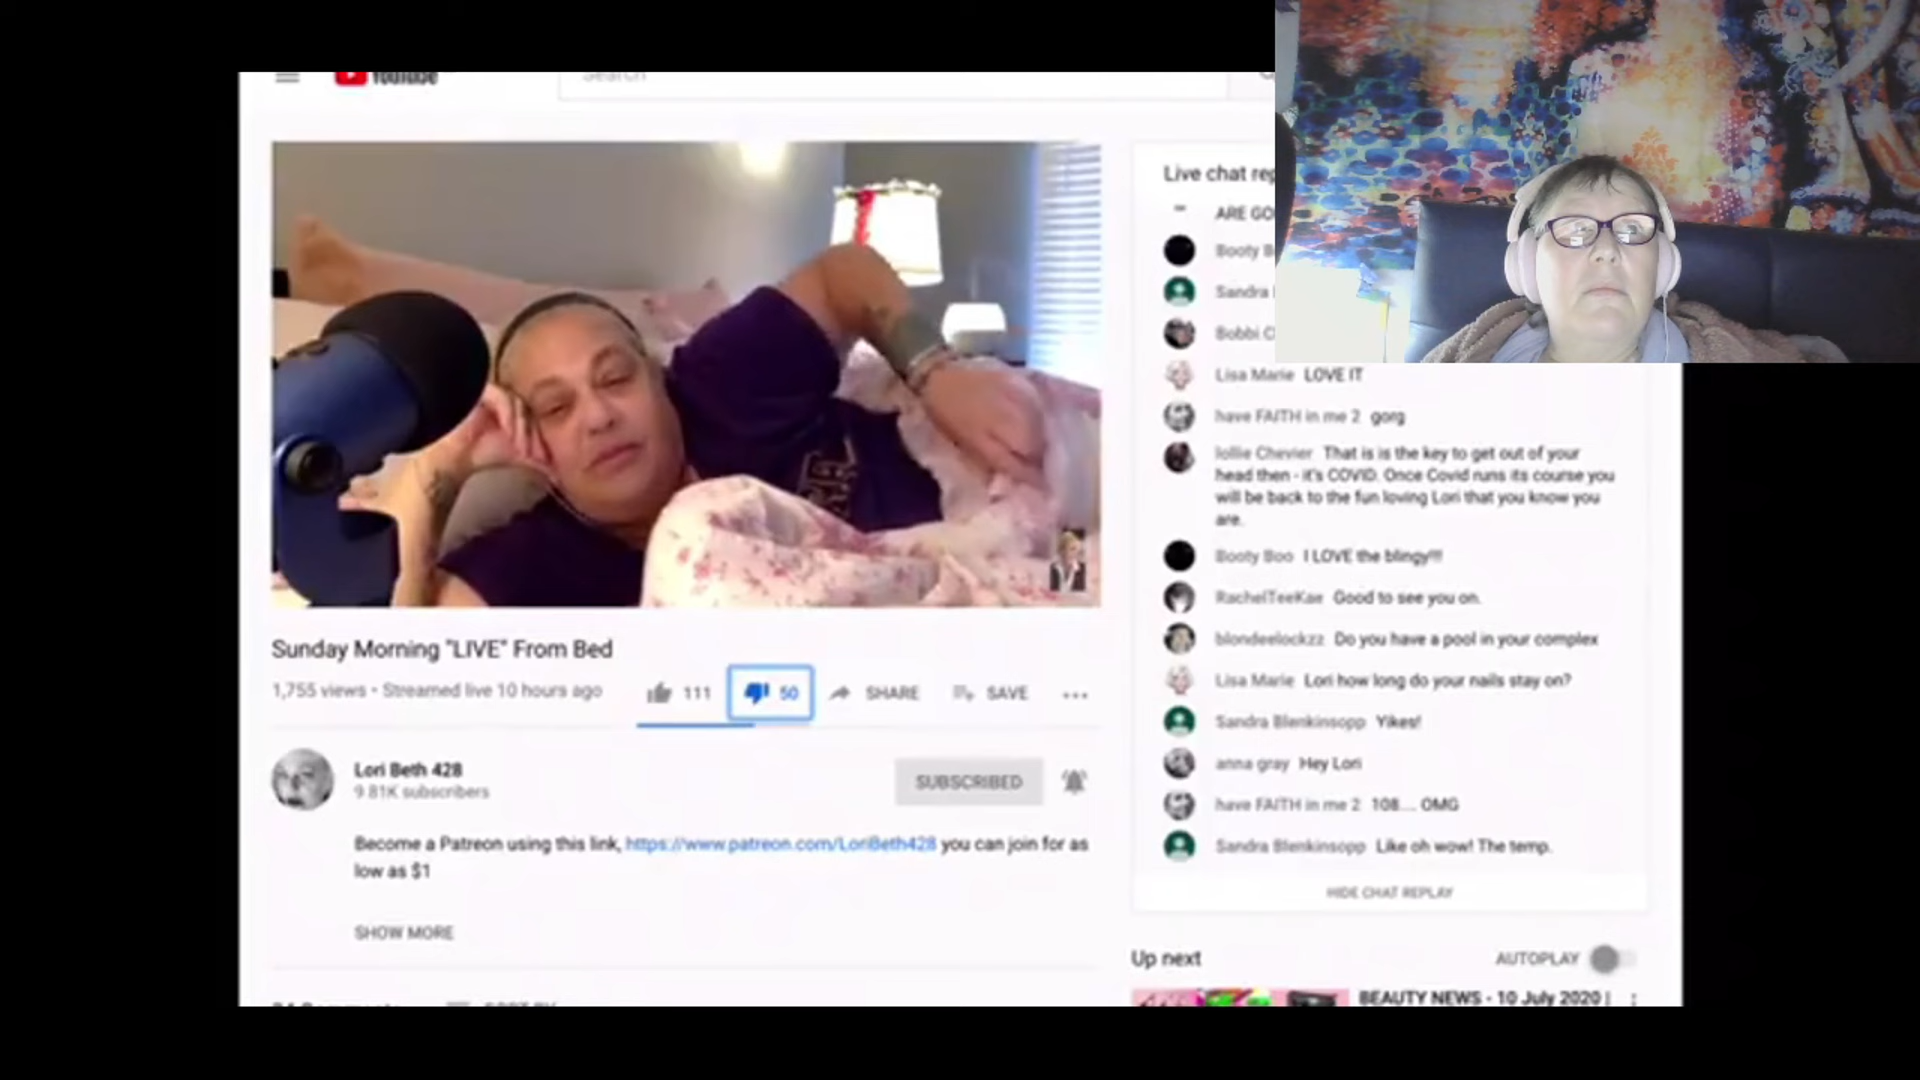 YouTube
Search
Sunday Morning "LIVE" From Bed
1,755 views • Streamed live 10 hours ago
111
50
SHARE
SAVE
Lori Beth 428
9.81K subscribers
SUBSCRIBED
Become a Patreon using this link, https://www.patreon.com/LoriBeth428 you can join for as
low as $1
SHOW MORE
Live chat rep
ARE GO
Booty B
Sandra
Bobbi C
Lisa Marie LOVE IT
have FAITH in me 2 gorg
lollie Chevier That is is the key to get out of your
head then - it's COVID. Once Covid runs its course you
will be back to the fun loving Lori that you know you
are.
Booty Boo I LOVE the blingy!!!
RachelTeeKae Good to see you on.
blondeelockzz Do you have a pool in your complex
Lisa Marie Lori how long do your nails stay on?
Sandra Blenkinsopp Yikes!
anna gray Hey Lori
have FAITH in me 2 108.... OMG
Sandra Blenkinsopp Like oh wow! The temp.
HIDE CHAT REPLAY
Up next
AUTOPLAY
BEAUTY NEWS - 10 July 2020 |